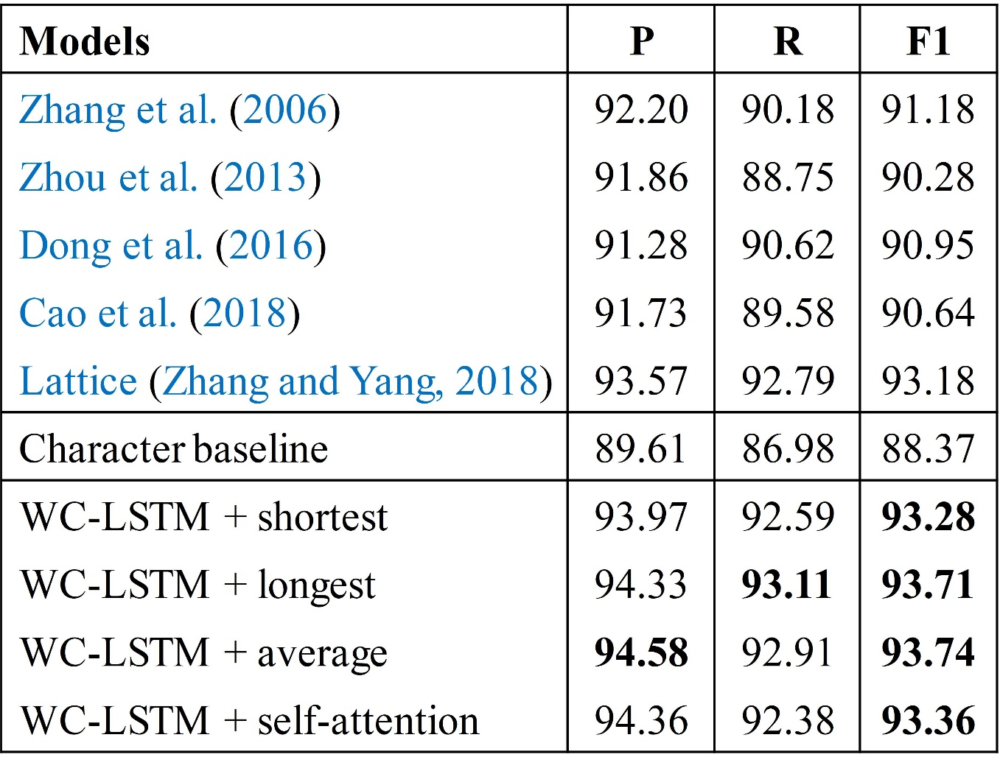 Models P R F1
Zhang et al. (2006) 92.20 90.18 91.18
Zhou et al. (2013) 91.86 88.75 90.28
Dong et al. (2016) 91.28 90.62 90.95
Cao et al. (2018) 91.73 89.58 90.64
Lattice (Zhang and Yang, 2018) 93.57 92.79 93.18
Character baseline 89.61 86.98 88.37
WC-LSTM + shortest 93.97 92.59 93.28
WC-LSTM + longest 94.33 93.11 93.71
WC-LSTM + average 94.58 92.91 93.74
WC-LSTM + self-attention 94.36 92.38 93.36